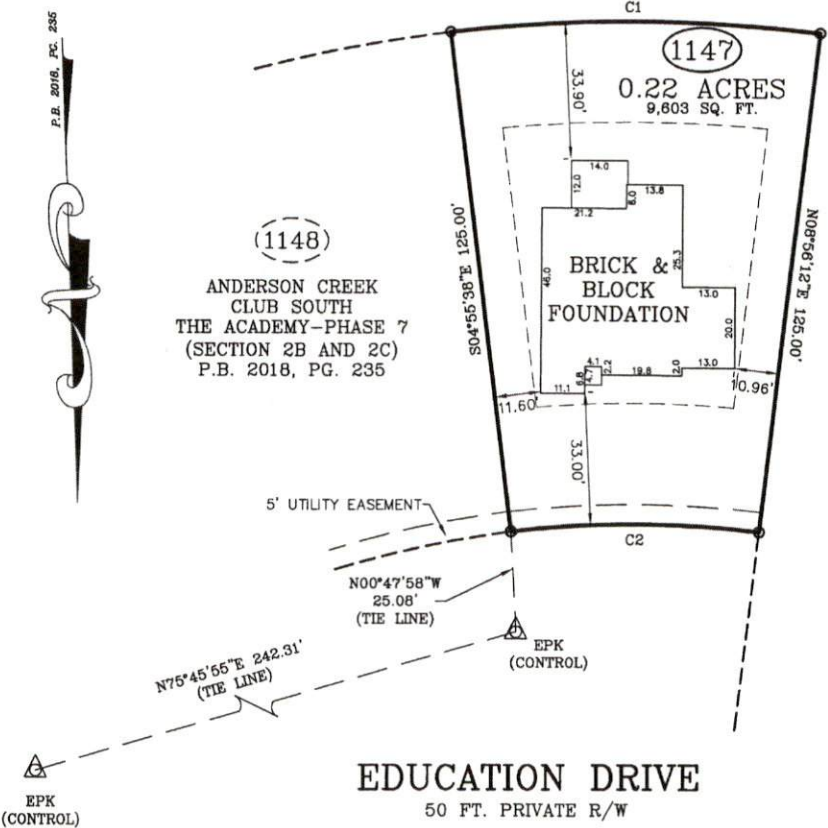 C1
P.B. 2018, PG. 235
1147
0.22 ACRES
9,603 SQ. FT.
33.90'
14.0
12.0
6.0
13.8
21.2
1148
S04°55'38"E 125.00'
N08°56'12"E 125.00'
46.0
25.3
BRICK &
BLOCK
FOUNDATION
13.0
20.0
ANDERSON CREEK
CLUB SOUTH
THE ACADEMY-PHASE 7
(SECTION 2B AND 2C)
P.B. 2018, PG. 235
4.1
2.2
6.8
4.7
19.8
2.0
13.0
11.1
11.60'
10.96'
33.00'
5' UTILITY EASEMENT
C2
N00°47'58"W
25.08'
(TIE LINE)
EPK
(CONTROL)
N75°45'55"E 242.31'
(TIE LINE)
EPK
(CONTROL)
EDUCATION DRIVE
50 FT. PRIVATE R/W